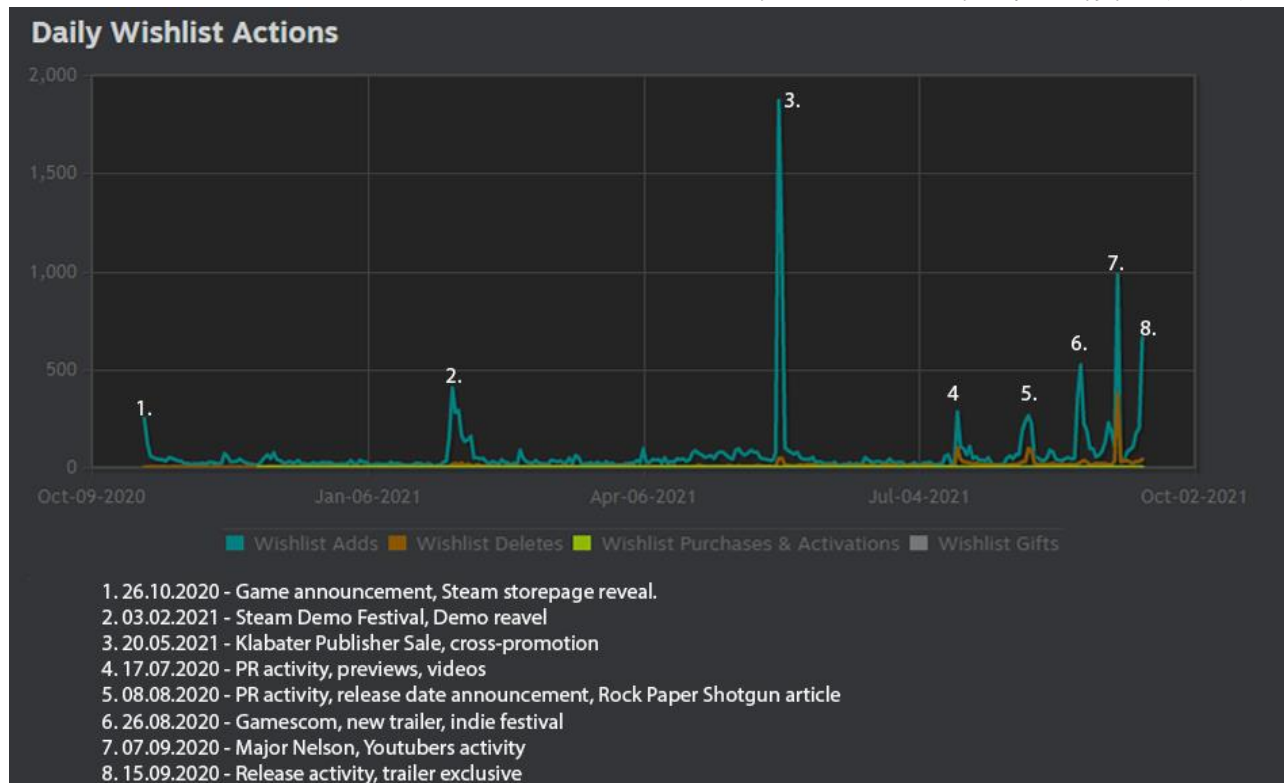 Daily Wishlist Actions
2,000
1,500
1,000
500
0
1.
2.
3.
4
5.
6.
7.
8.
Oct-09-2020 Jan-06-2021 Apr-06-2021 Jul-04-2021 Oct-02-2021
Wishlist Adds Wishlist Deletes Wishlist Purchases & Activations Wishlist Gifts
1. 26.10.2020 - Game announcement, Steam storepage reveal.
2. 03.02.2021 - Steam Demo Festival, Demo reavel
3. 20.05.2021 - Klabater Publisher Sale, cross-promotion
4. 17.07.2020 - PR activity, previews, videos
5. 08.08.2020 - PR activity, release date announcement, Rock Paper Shotgun article
6. 26.08.2020 - Gamescom, new trailer, indie festival
7. 07.09.2020 - Major Nelson, Youtubers activity
8. 15.09.2020 - Release activity, trailer exclusive